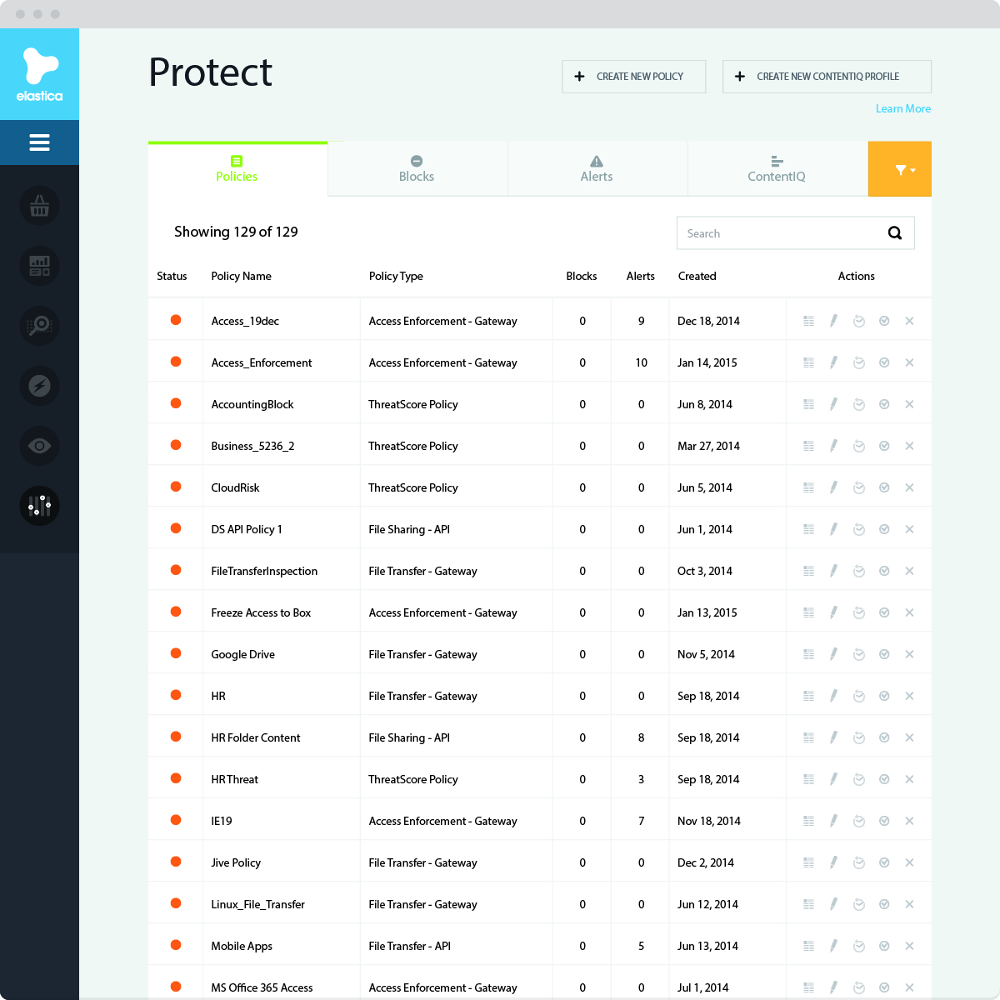 elastica
Protect
CREATE NEW POLICY
CREATE NEW CONTENTIQ PROFILE
Learn More
Policies
Blocks
Alerts
ContentIQ
Showing 129 of 129
Search
Status Policy Name Policy Type Blocks Alerts Created Actions
Access_19dec Access Enforcement - Gateway 0 9 Dec 18, 2014
Access_Enforcement Access Enforcement - Gateway 0 10 Jan 14, 2015
AccountingBlock ThreatScore Policy 0 0 Jun 8, 2014
Business_5236_2 ThreatScore Policy 0 0 Mar 27, 2014
CloudRisk ThreatScore Policy 0 0 Jun 5, 2014
DS API Policy 1 File Sharing - API 0 0 Jun 1, 2014
FileTransferInspection File Transfer - Gateway 0 0 Oct 3, 2014
Freeze Access to Box Access Enforcement - Gateway 0 0 Jan 13, 2015
Google Drive File Transfer - Gateway 0 0 Nov 5, 2014
HR File Transfer - Gateway 0 0 Sep 18, 2014
HR Folder Content File Sharing - API 0 8 Sep 18, 2014
HR Threat ThreatScore Policy 0 3 Sep 18, 2014
IE19 Access Enforcement - Gateway 0 7 Nov 18, 2014
Jive Policy File Transfer - Gateway 0 0 Dec 2, 2014
Linux_File_Transfer File Transfer - Gateway 0 0 Jun 12, 2014
Mobile Apps File Transfer - API 0 5 Jun 13, 2014
MS Office 365 Access Access Enforcement - Gateway 0 0 Jul 1, 2014